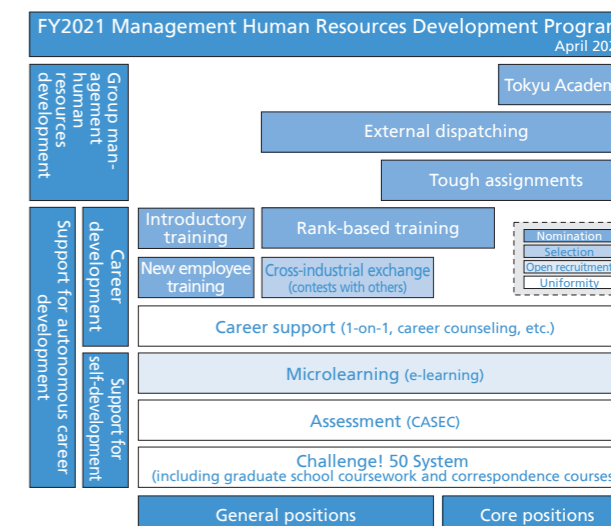 FY2021 Management Human Resources Development Program
April 202
Group man-
agement
human
resources
development
Tokyu Academ
External dispatching
Tough assignments
Support for autonomous career
development
Career
development
Introductory
training
Rank-based training
New employee
training
Cross-industrial exchange
(contests with others)
Nomination
Selection
Open recruitment
Uniformity
Career support (1-on-1, career counseling, etc.)
Support for
self-development
Microlearning (e-learning)
Assessment (CASEC)
Challenge! 50 System
(including graduate school coursework and correspondence courses
General positions
Core positions